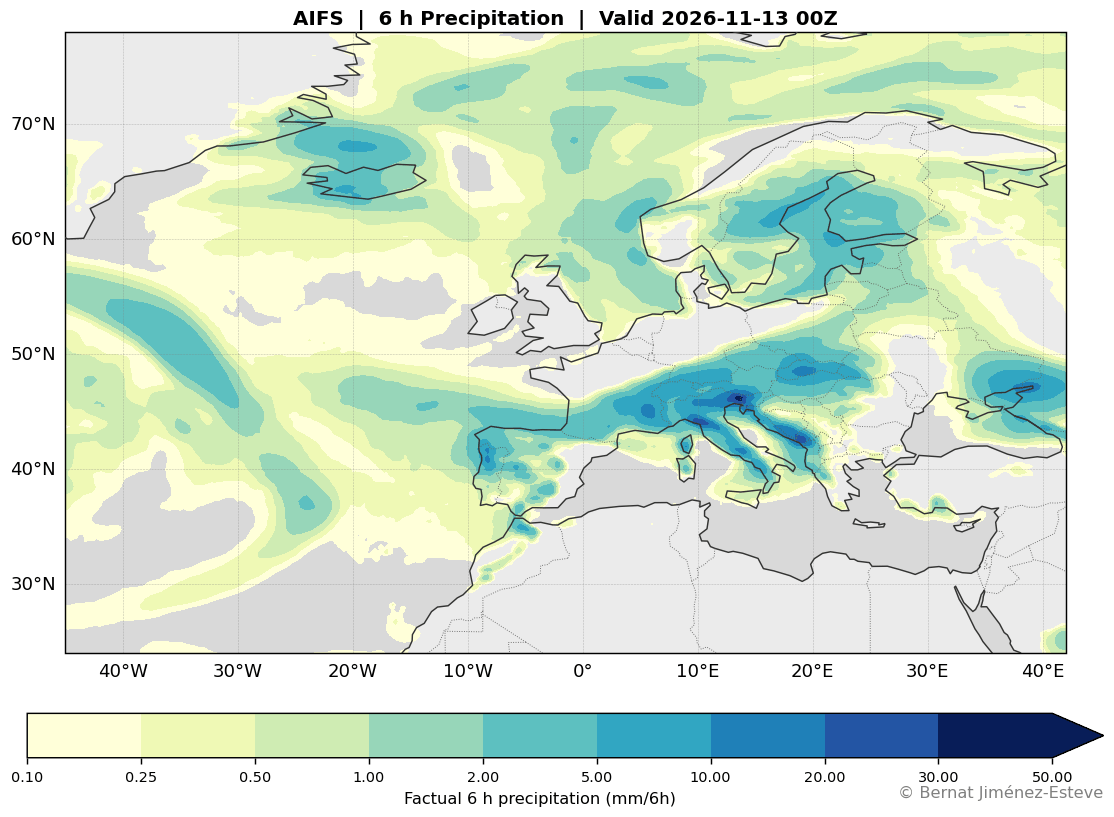 AIFS | 6 h Precipitation | Valid 2026-11-13 00Z
70°N
60°N
50°N
40°N
30°N
40°W 30°W 20°W 10°W 0° 10°E 20°E 30°E 40°E
0.10 0.25 0.50 1.00 2.00 5.00 10.00 20.00 30.00 50.00
Factual 6 h precipitation (mm/6h)
© Bernat Jiménez-Esteve